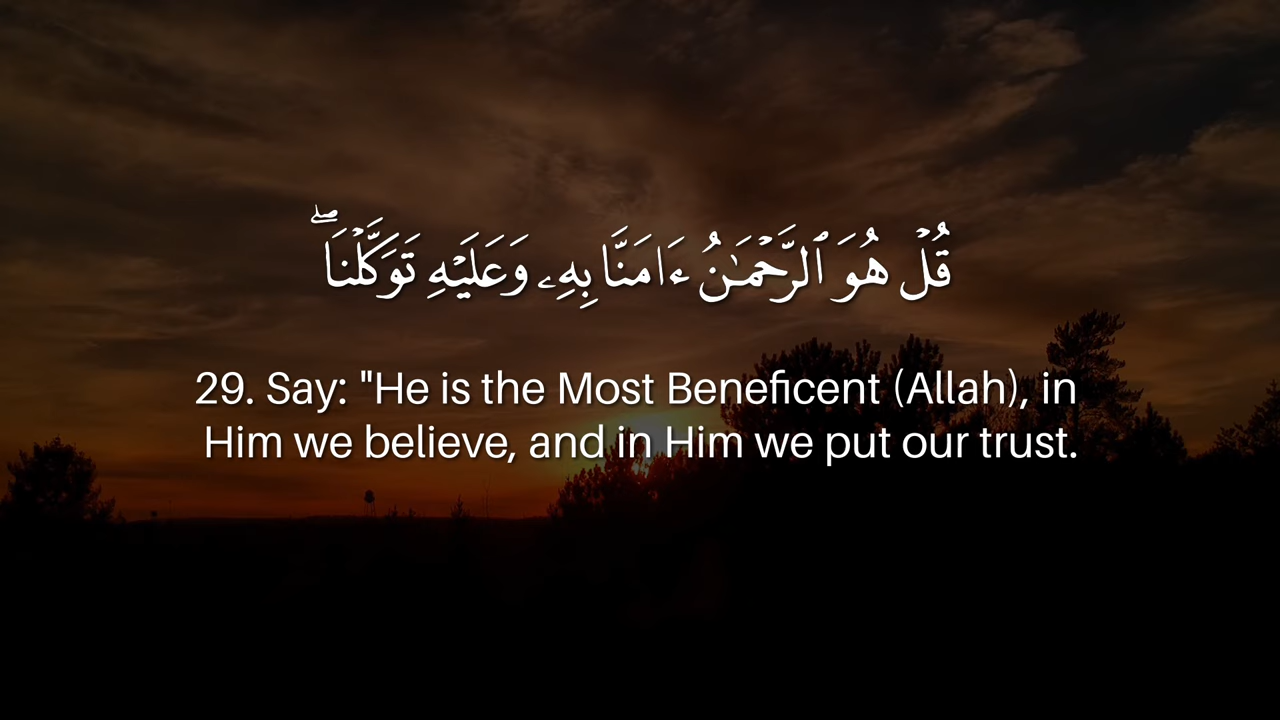 قُلْ هُوَ ٱلرَّحْمَـٰنُ ءَامَنَّا بِهِۦ وَعَلَيْهِ تَوَكَّلْنَا ۖ
29. Say: "He is the Most Beneficent (Allah), in
Him we believe, and in Him we put our trust.